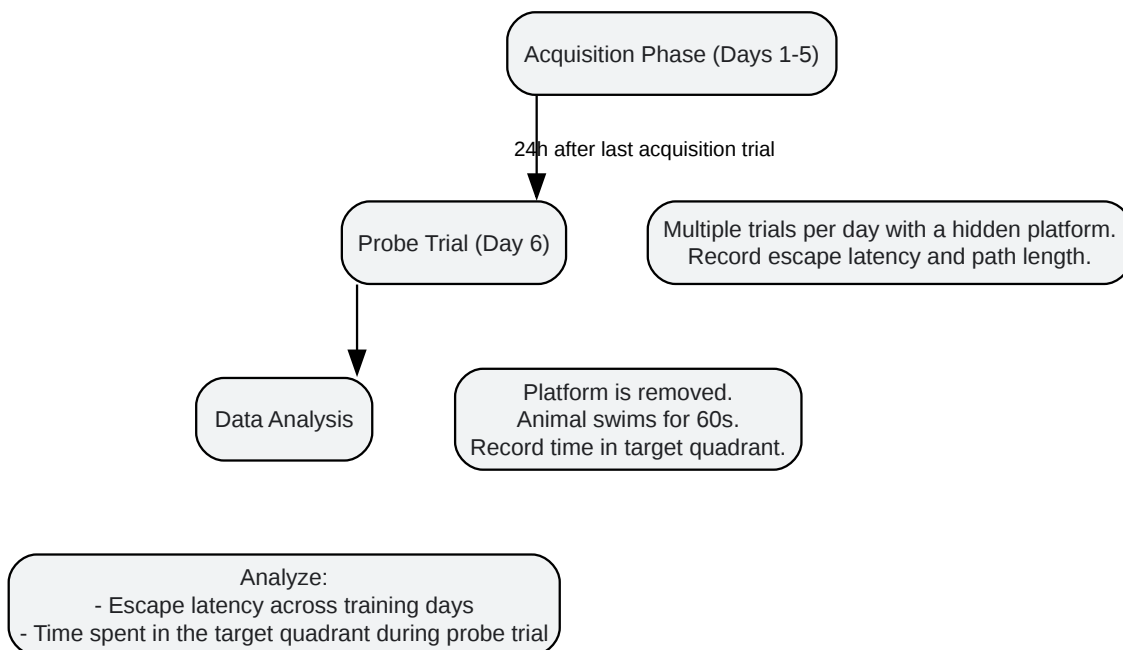 Acquisition Phase (Days 1-5)
24h after last acquisition trial
Probe Trial (Day 6)
Multiple trials per day with a hidden platform.
Record escape latency and path length.
Data Analysis
Platform is removed.
Animal swims for 60s.
Record time in target quadrant.
Analyze:
- Escape latency across training days
- Time spent in the target quadrant during probe trial